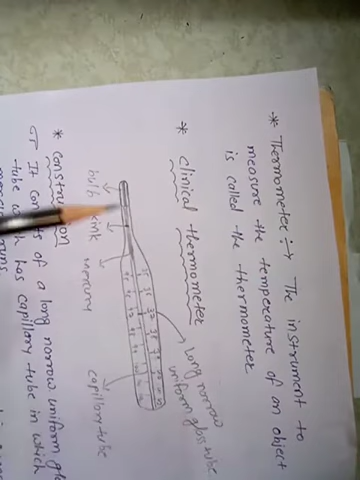 * Thermometer :→ The instrument to
measure the temperature of an object
is called the thermometer
* clinical thermometer
long narrow
uniform glass tube
bulb kink mercury capillary tube
* construction
It con of a long narrow uniform gl
tube w has capillary tube in which